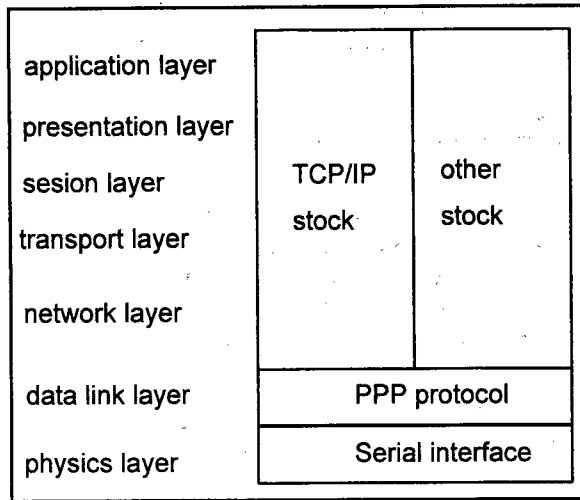 application layer
presentation layer
sesion layer
transport layer
network layer
data link layer
physics layer
TCP/IP
stock
other
stock
PPP protocol
Serial interface